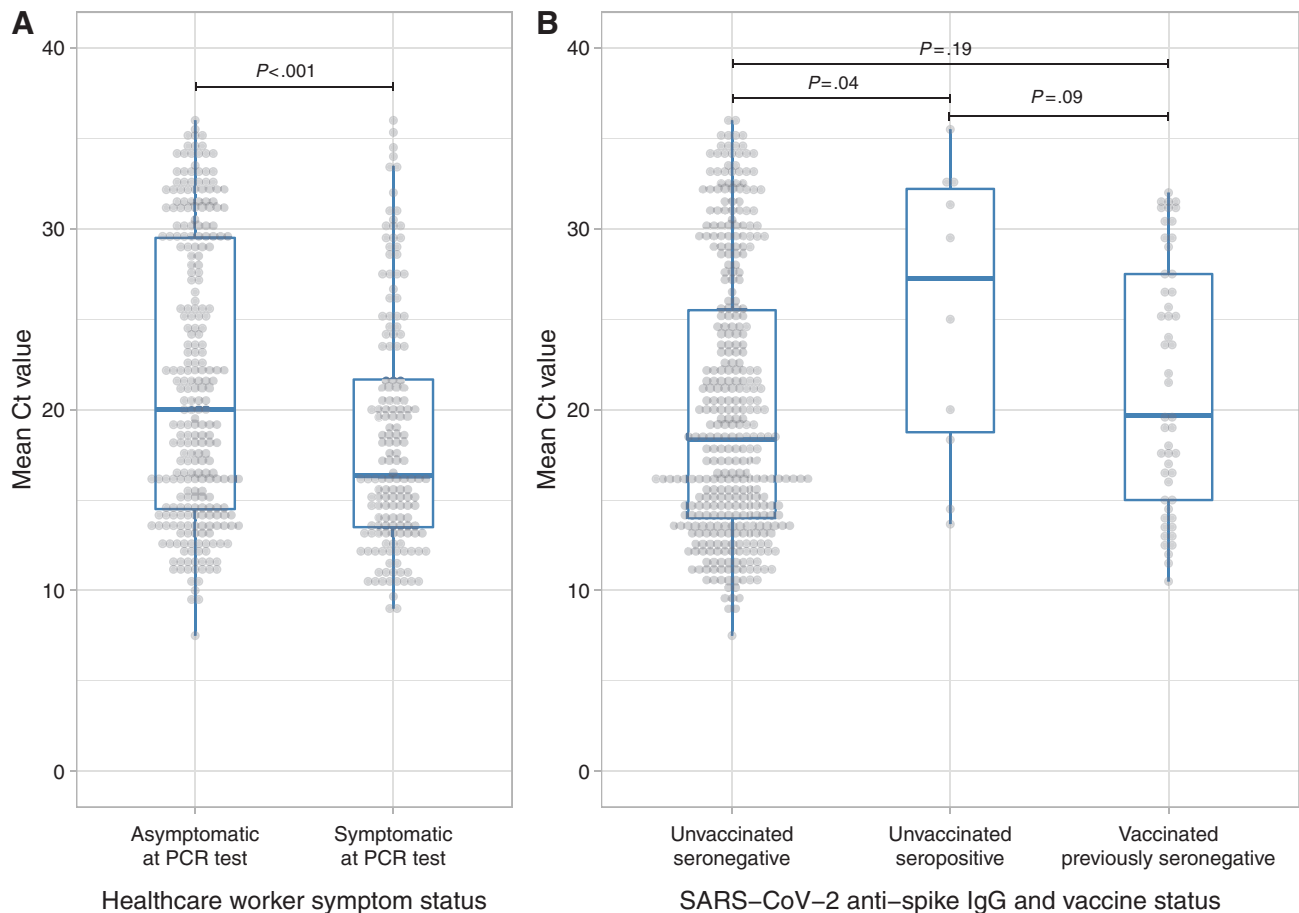 A
B
Mean Ct value
40
30
20
10
0
P<.001
Asymptomatic
at PCR test
Symptomatic
at PCR test
Healthcare worker symptom status
Mean Ct value
40
30
20
10
0
P=.19
P=.04
P=.09
Unvaccinated
seronegative
Unvaccinated
seropositive
Vaccinated
previously seronegative
SARS−CoV−2 anti−spike IgG and vaccine status